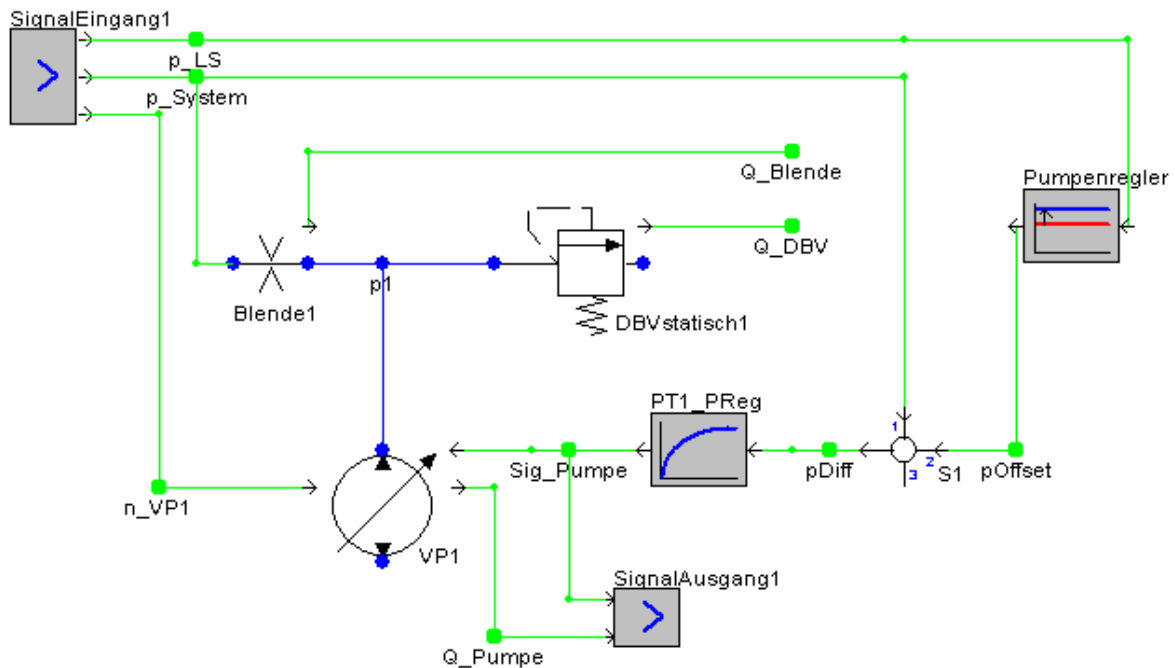 SignalEingang1
p_LS
p_System
Q_Blende
Pumpenregler
Q_DBV
p1
Blende1
DBVstatisch1
PT1_PReg
1
2
3
S1
Sig_Pumpe
pDiff
pOffset
n_VP1
VP1
SignalAusgang1
Q_Pumpe